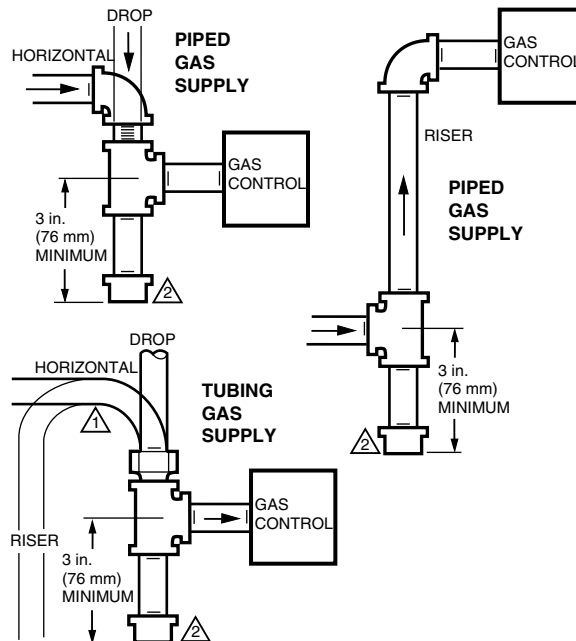 DROP
HORIZONTAL
PIPED
GAS
SUPPLY
GAS
CONTROL
3 in.
(76 mm)
MINIMUM
2
GAS
CONTROL
RISER
PIPED
GAS
SUPPLY
3 in.
(76 mm)
MINIMUM
2
DROP
HORIZONTAL
TUBING
GAS
SUPPLY
1
GAS
CONTROL
RISER
3 in.
(76 mm)
MINIMUM
2